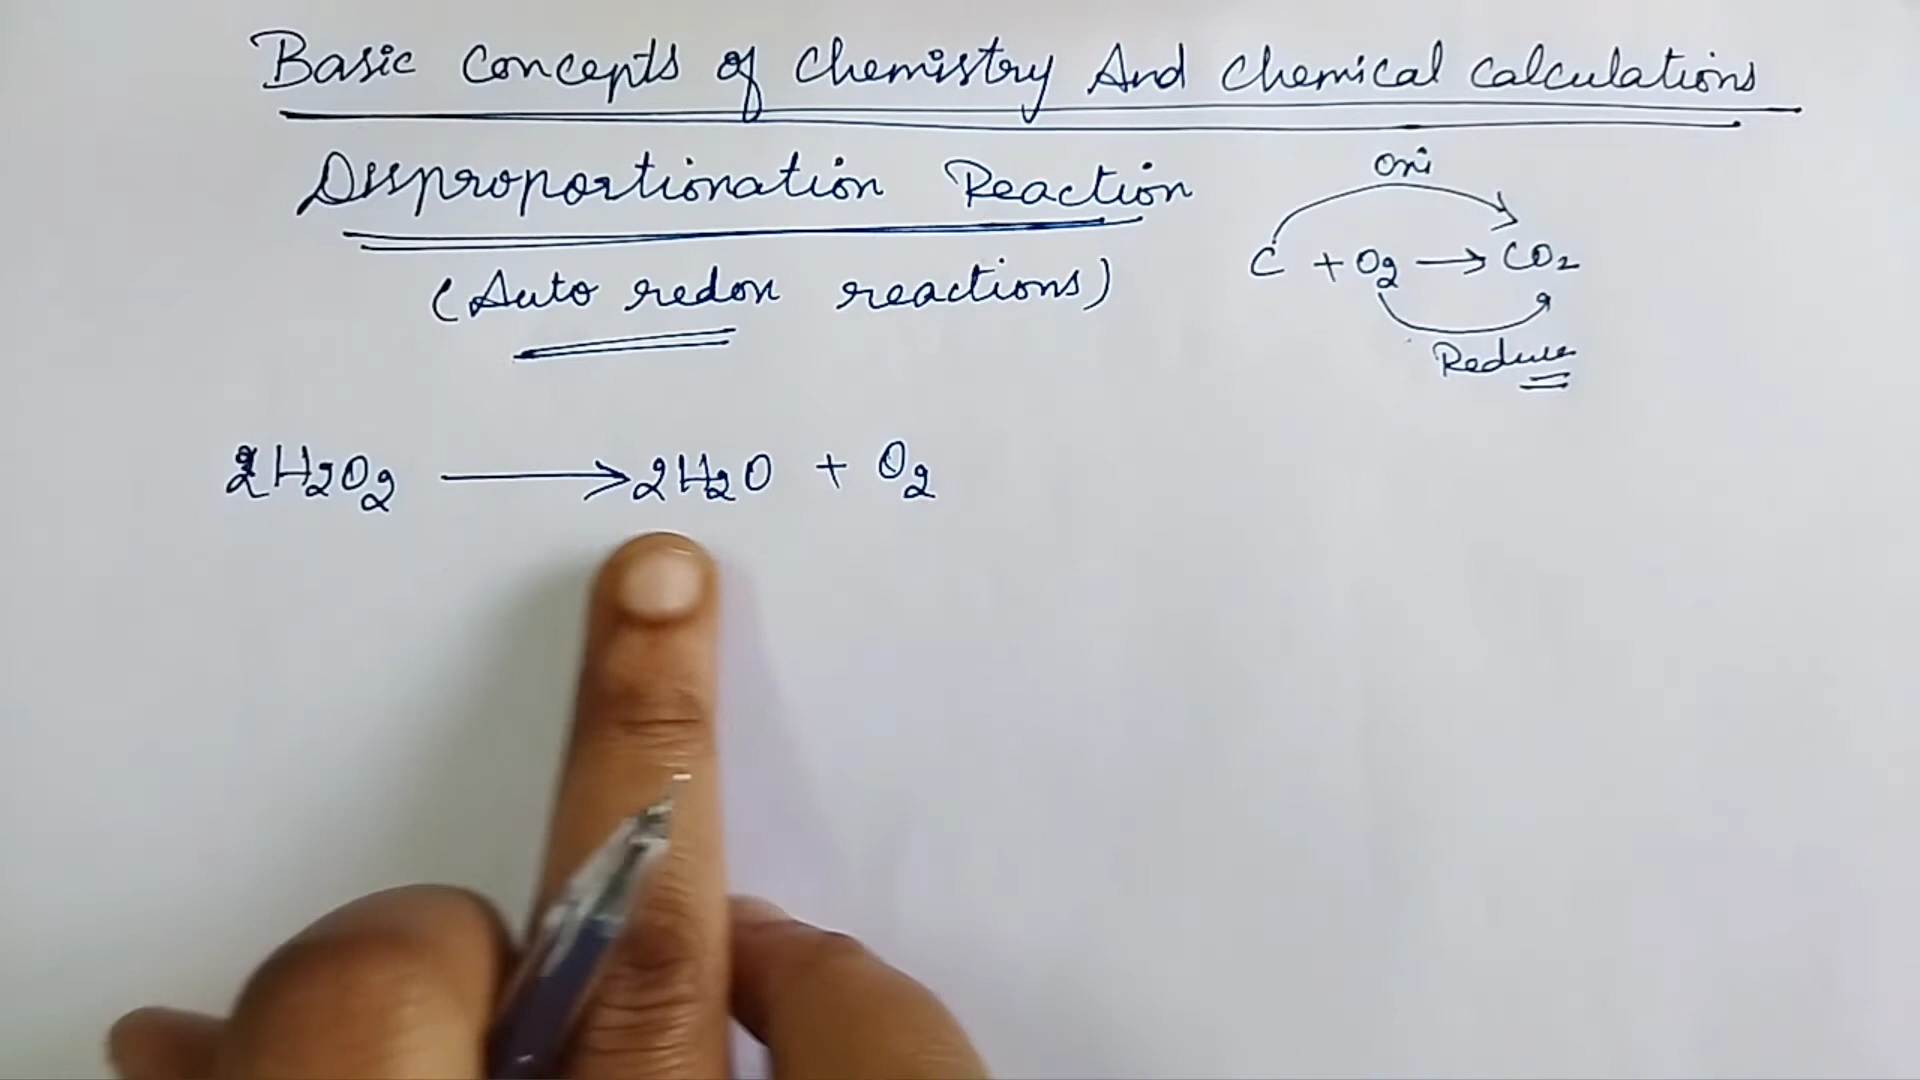 Basic Concepts of Chemistry And Chemical Calculations
Disproportionation Reaction
(Auto redox reactions)
Oxi
C + O₂ → CO₂
Reduce
2H₂O₂ → 2H₂O + O₂